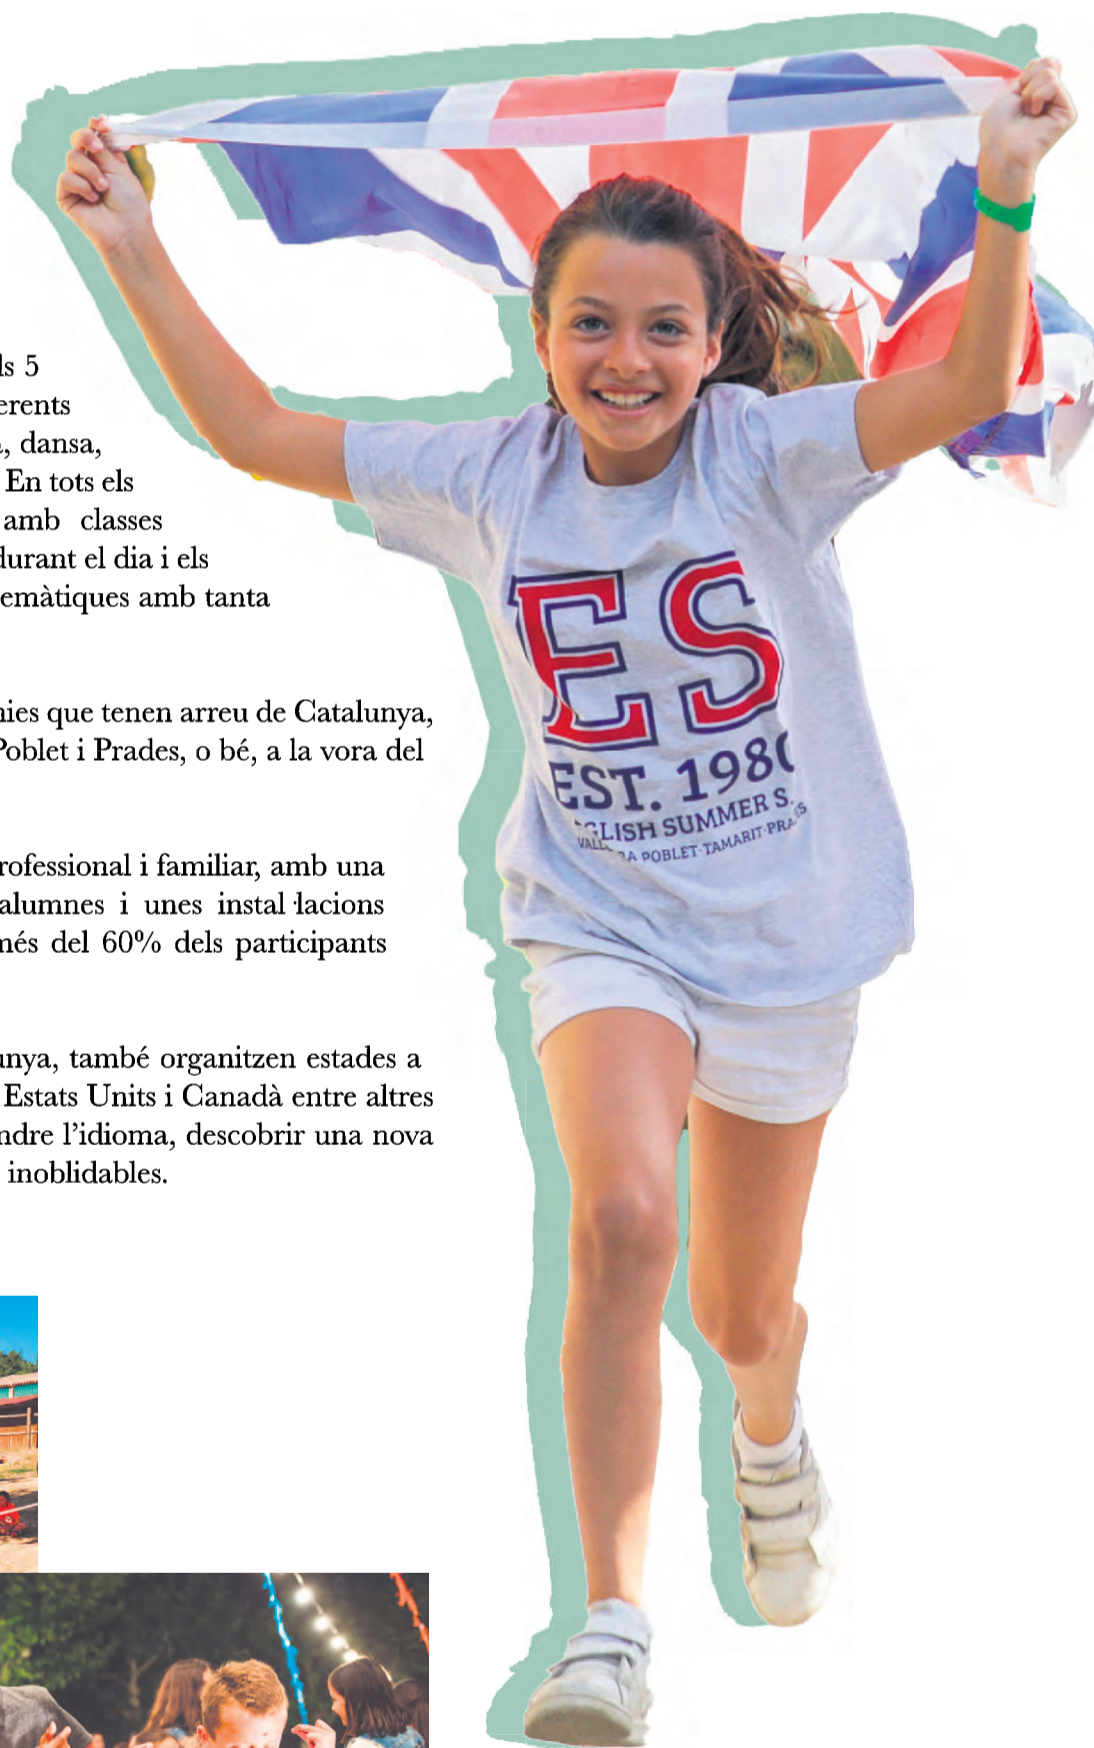 ls 5
erents
, dansa,
En tots els
amb classes
durant el dia i els
emàtiques amb tanta
nies que tenen arreu de Catalunya,
Poblet i Prades, o bé, a la vora del
rofessional i familiar, amb una
alumnes i unes instal·lacions
més del 60% dels participants
unya, també organitzen estades a
Estats Units i Canadà entre altres
ndre l'idioma, descobrir una nova
inoblidables.
ES
EST. 1980
GLISH SUMMER S.
POBLET·TAMARIT·PRA